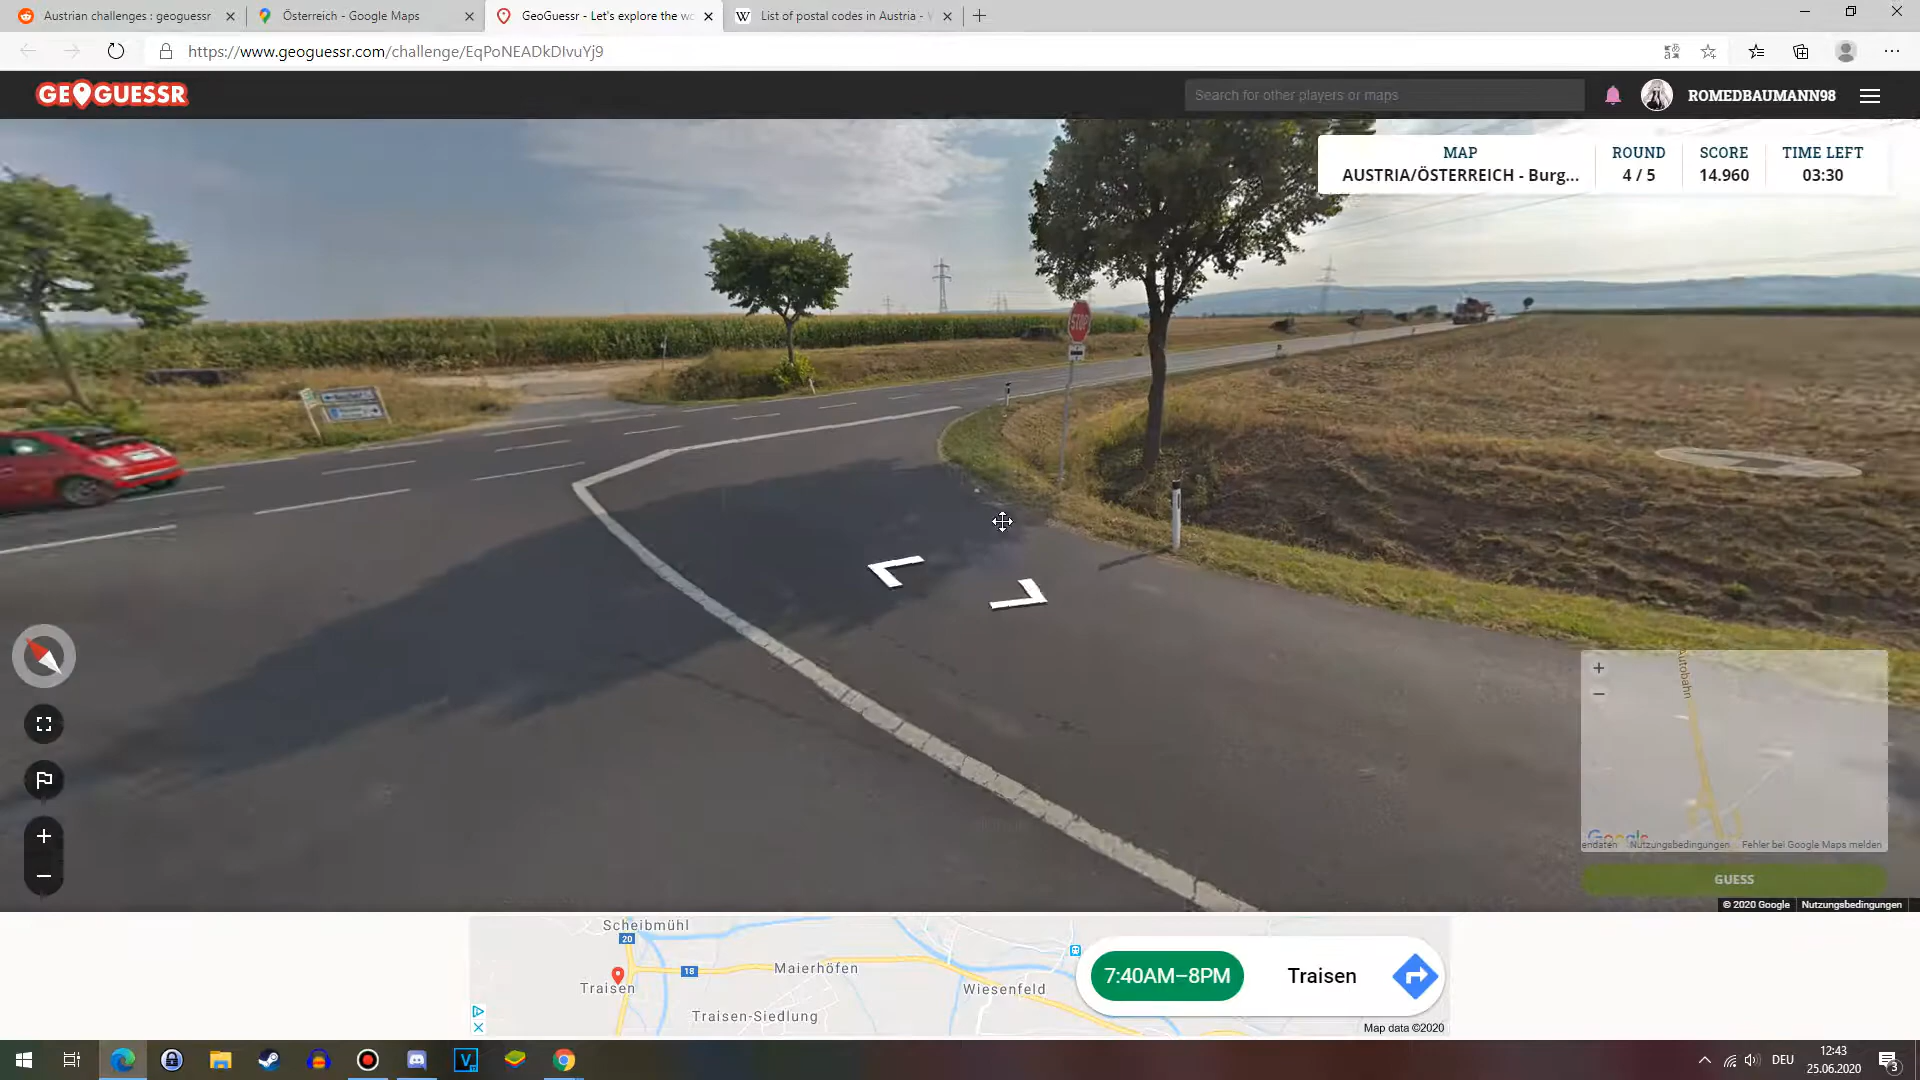 Austrian challenges : geoguessr
Österreich - Google Maps
GeoGuessr - Let's explore the wo
List of postal codes in Austria -
https://www.geoguessr.com/challenge/EqPoNEADkDIvuYj9
GEOGUESSR
Search for other players or maps
ROMEDBAUMANN98
MAP
AUSTRIA/ÖSTERREICH - Burg...
ROUND
4 / 5
SCORE
14.960
TIME LEFT
03:30
STOP
Autobahn
Google
endaten Nutzungsbedingungen Fehler bei Google Maps melden
GUESS
© 2020 Google Nutzungsbedingungen
Scheibmühl
20
18
Maierhöfen
Traisen
Wiesenfeld
Traisen-Siedlung
7:40AM–8PM
Traisen
Map data ©2020
DEU
12:43
25.06.2020
3